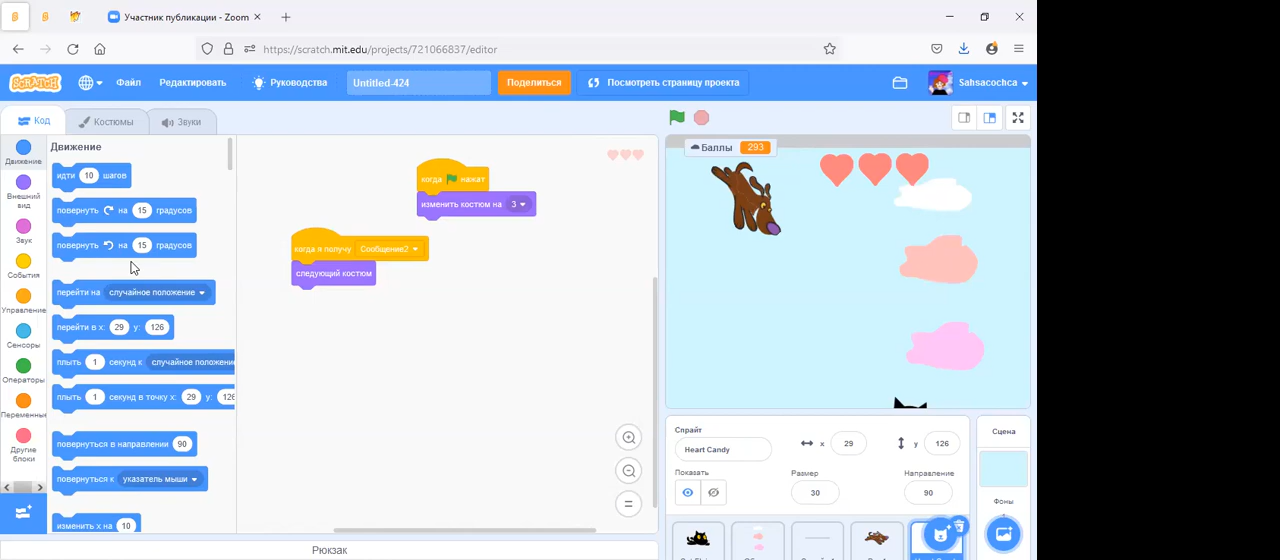 Участник публикации - Zoom
https://scratch.mit.edu/projects/721066837/editor
SCRATCH
Файл
Редактировать
Руководства
Untitled-424
Поделиться
Посмотреть страницу проекта
Sahsacochca
Код
Костюмы
Звуки
Движение
Внешний вид
Звук
События
Управление
Сенсоры
Операторы
Переменные
Другие блоки
Движение
идти 10 шагов
повернуть на 15 градусов
повернуть на 15 градусов
перейти на случайное положение
перейти в x: 29 y: 126
плыть 1 секунд к случайное положение
плыть 1 секунд в точку x: 29 y: 126
повернуться в направлении 90
повернуться к указатель мыши
изменить x на 10
когда нажат
изменить костюм на 3
когда я получу Сообщение2
следующий костюм
Рюкзак
Баллы 293
Спрайт
Heart Candy
x 29
y 126
Показать
Размер
30
Направление
90
Сцена
Фоны